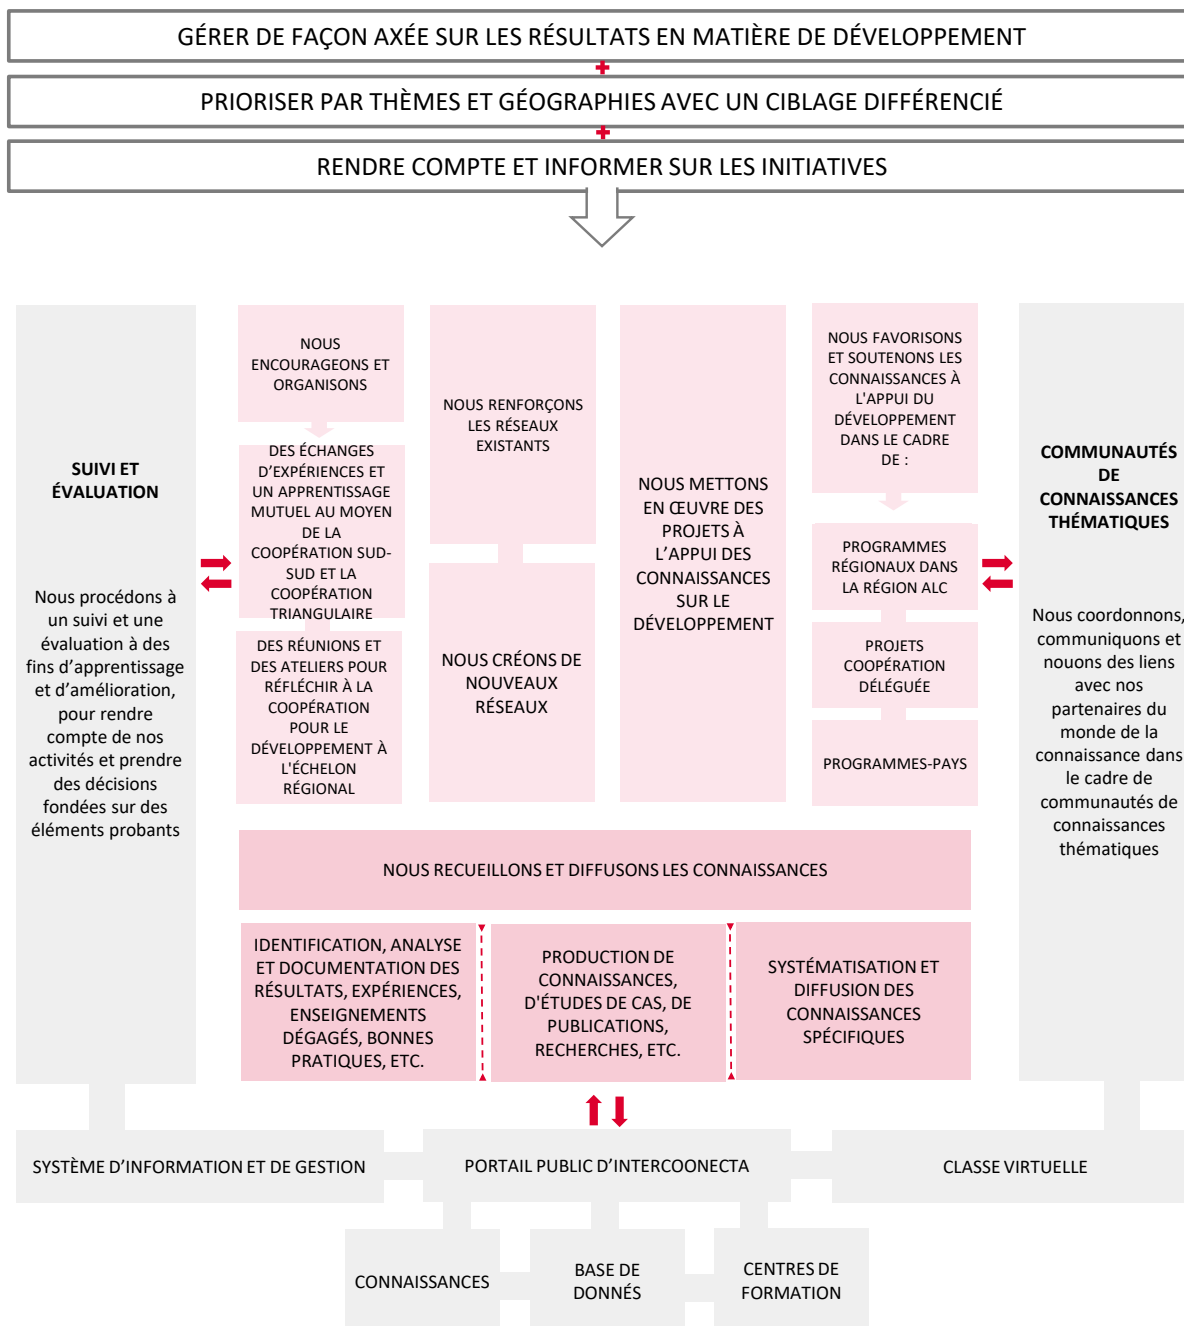 GÉRER DE FAÇON AXÉE SUR LES RÉSULTATS EN MATIÈRE DE DÉVELOPPEMENT
PRIORISER PAR THÈMES ET GÉOGRAPHIES AVEC UN CIBLAGE DIFFÉRENCIÉ
RENDRE COMPTE ET INFORMER SUR LES INITIATIVES
SUIVI ET
ÉVALUATION
Nous procédons à
un suivi et une
évaluation à des
fins d’apprentissage
et d’amélioration,
pour rendre
compte de nos
activités et prendre
des décisions
fondées sur des
éléments probants
NOUS
ENCOURAGEONS ET
ORGANISONS
DES ÉCHANGES
D’EXPÉRIENCES ET
UN APPRENTISSAGE
MUTUEL AU MOYEN
DE LA
COOPÉRATION SUD-
SUD ET LA
COOPÉRATION
TRIANGULAIRE
DES RÉUNIONS ET
DES ATELIERS POUR
RÉFLÉCHIR À LA
COOPÉRATION
POUR LE
DÉVELOPPEMENT À
L'ÉCHELON
RÉGIONAL
NOUS RENFORÇONS
LES RÉSEAUX
EXISTANTS
NOUS CRÉONS DE
NOUVEAUX
RÉSEAUX
NOUS METTONS
EN ŒUVRE DES
PROJETS À
L’APPUI DES
CONNAISSANCES
SUR LE
DÉVELOPPEMENT
NOUS FAVORISONS
ET SOUTENONS LES
CONNAISSANCES À
L'APPUI DU
DÉVELOPPEMENT
DANS LE CADRE
DE :
PROGRAMMES
RÉGIONAUX DANS
LA RÉGION ALC
PROJETS
COOPÉRATION
DÉLÉGUÉE
PROGRAMMES-PAYS
COMMUNAUTÉS
DE
CONNAISSANCES
THÉMATIQUES
Nous coordonnons,
communiquons et
nouons des liens
avec nos
partenaires du
monde de la
connaissance dans
le cadre de
communautés de
connaissances
thématiques
NOUS RECUEILLONS ET DIFFUSONS LES CONNAISSANCES
IDENTIFICATION, ANALYSE
ET DOCUMENTATION DES
RÉSULTATS, EXPÉRIENCES,
ENSEIGNEMENTS
DÉGAGÉS, BONNES
PRATIQUES, ETC.
PRODUCTION DE
CONNAISSANCES,
D'ÉTUDES DE CAS, DE
PUBLICATIONS,
RECHERCHES, ETC.
SYSTÉMATISATION ET
DIFFUSION DES
CONNAISSANCES
SPÉCIFIQUES
SYSTÈME D’INFORMATION ET DE GESTION
PORTAIL PUBLIC D’INTERCOONECTA
CLASSE VIRTUELLE
CONNAISSANCES
BASE DE
DONNÉS
CENTRES DE
FORMATION